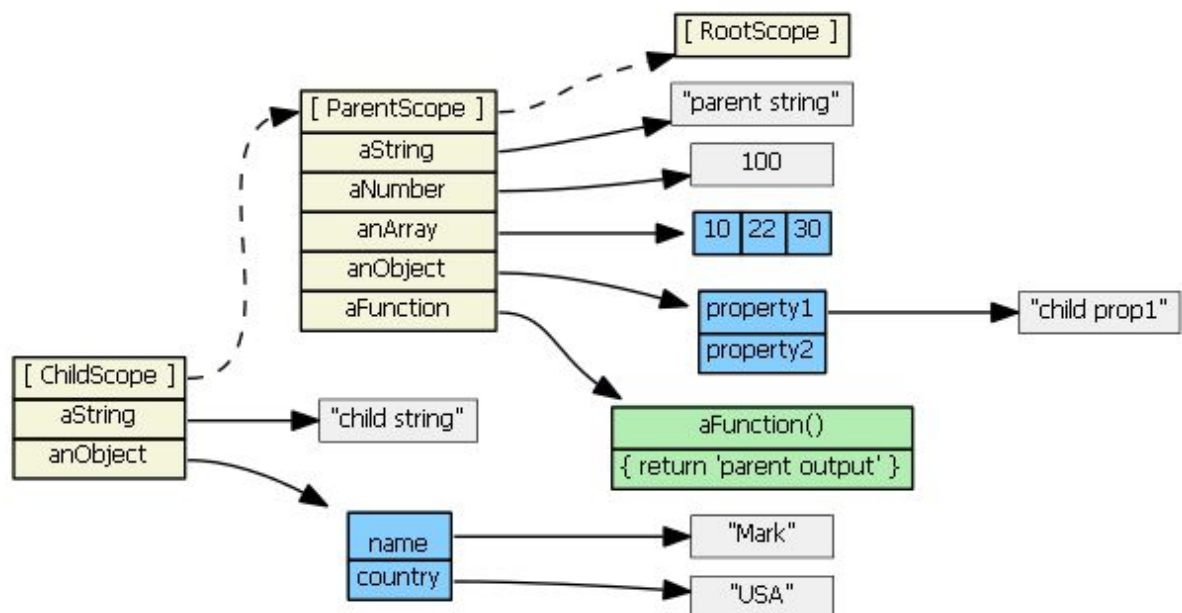 [ RootScope ]
[ ParentScope ]
"parent string"
aString
100
aNumber
anArray
10 22 30
anObject
aFunction
property1
"child prop1"
property2
[ ChildScope ]
aString
"child string"
anObject
aFunction()
{ return 'parent output' }
name
"Mark"
country
"USA"